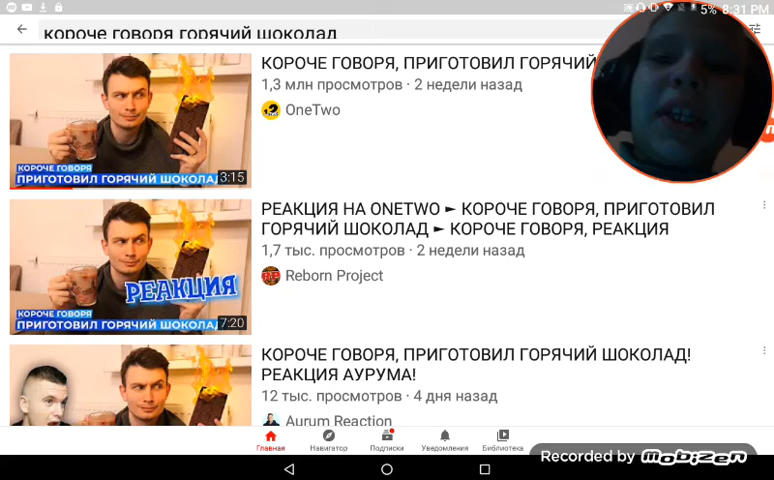 5% 8:31 PM
короче говоря горячий шоколад
КОРОЧЕ ГОВОРЯ, ПРИГОТОВИЛ ГОРЯЧИЙ
1,3 млн просмотров · 2 недели назад
OneTwo
КОРОЧЕ ГОВОРЯ
ПРИГОТОВИЛ ГОРЯЧИЙ ШОКОЛАД
3:15
РЕАКЦИЯ НА ONETWO ► КОРОЧЕ ГОВОРЯ, ПРИГОТОВИЛ
ГОРЯЧИЙ ШОКОЛАД ► КОРОЧЕ ГОВОРЯ, РЕАКЦИЯ
1,7 тыс. просмотров · 2 недели назад
Reborn Project
РЕАКЦИЯ
КОРОЧЕ ГОВОРЯ
ПРИГОТОВИЛ ГОРЯЧИЙ ШОКОЛАД
7:20
КОРОЧЕ ГОВОРЯ, ПРИГОТОВИЛ ГОРЯЧИЙ ШОКОЛАД!
РЕАКЦИЯ АУРУМА!
12 тыс. просмотров · 4 дня назад
Aurum Reaction
Главная Навигатор Подписки Уведомления Библиотека
Recorded by mobizen